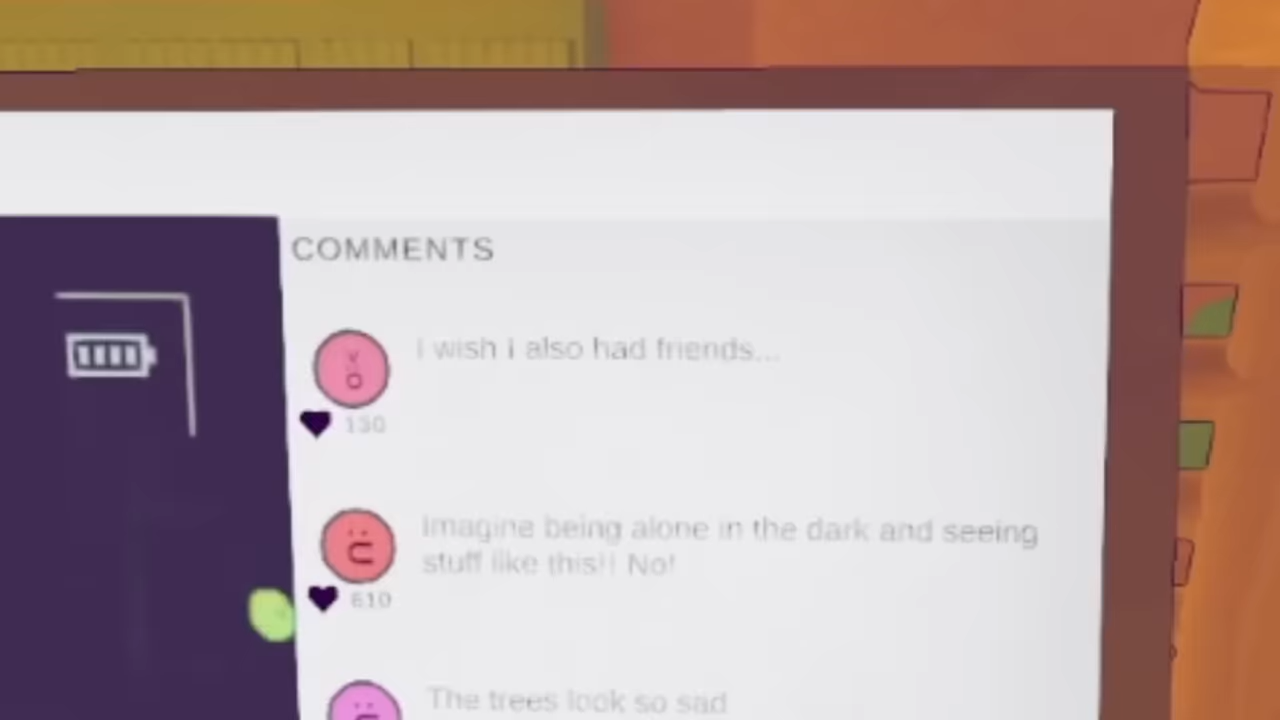 COMMENTS
I wish I also had friends...
130
Imagine being alone in the dark and seeing
stuff like this!! No!
610
The trees look so sad